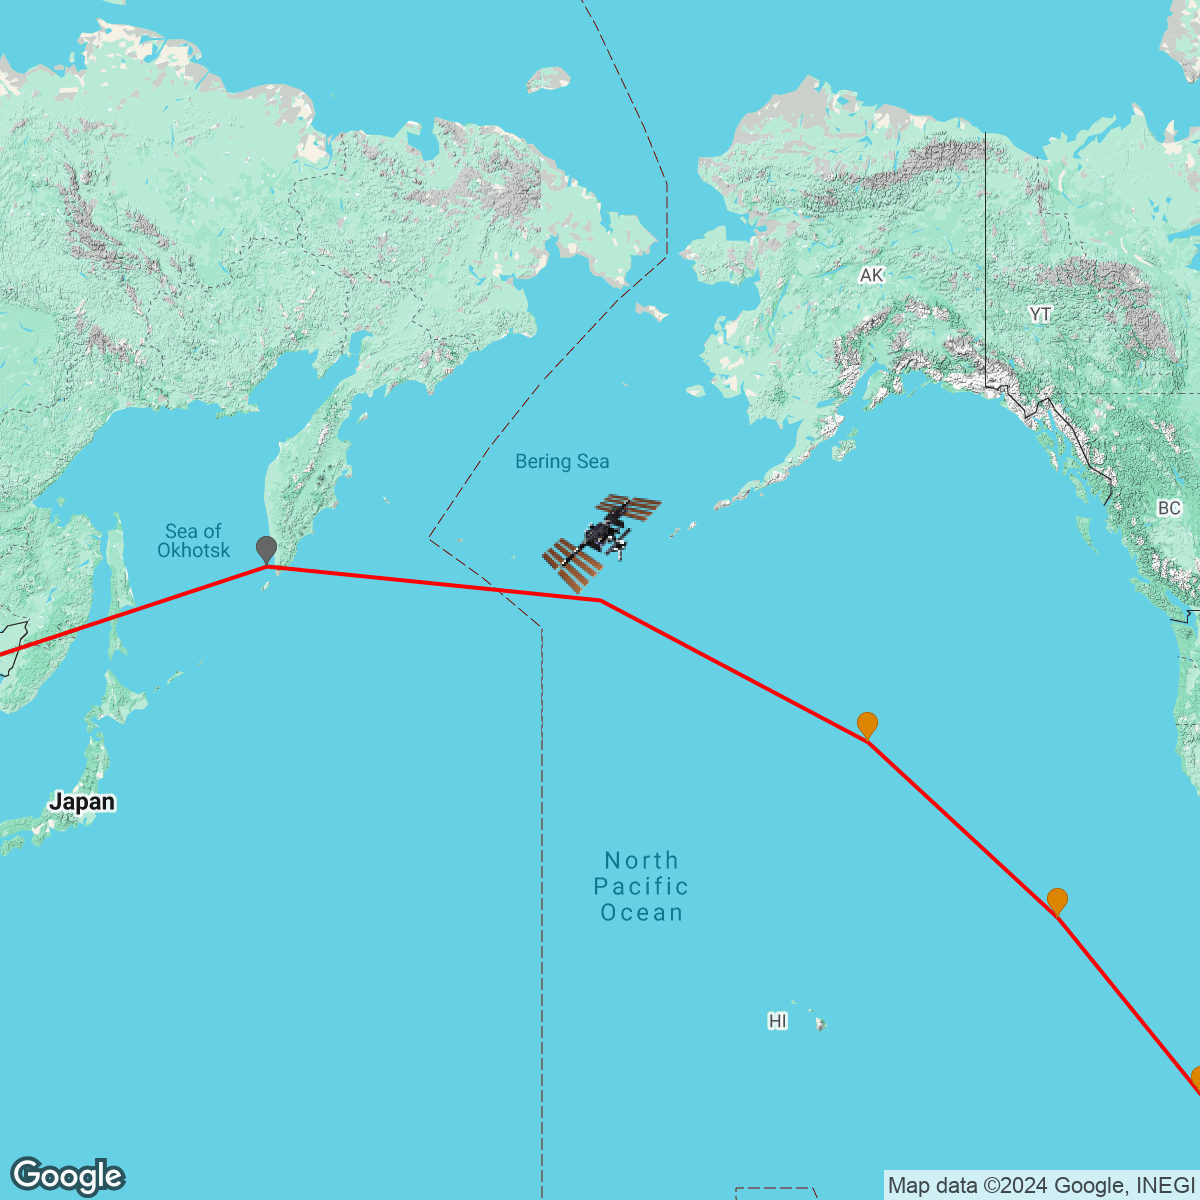 AK
YT
Bering Sea
BC
Sea of
Okhotsk
Japan
North
Pacific
Ocean
HI
Google
Map data ©2024 Google, INEGI